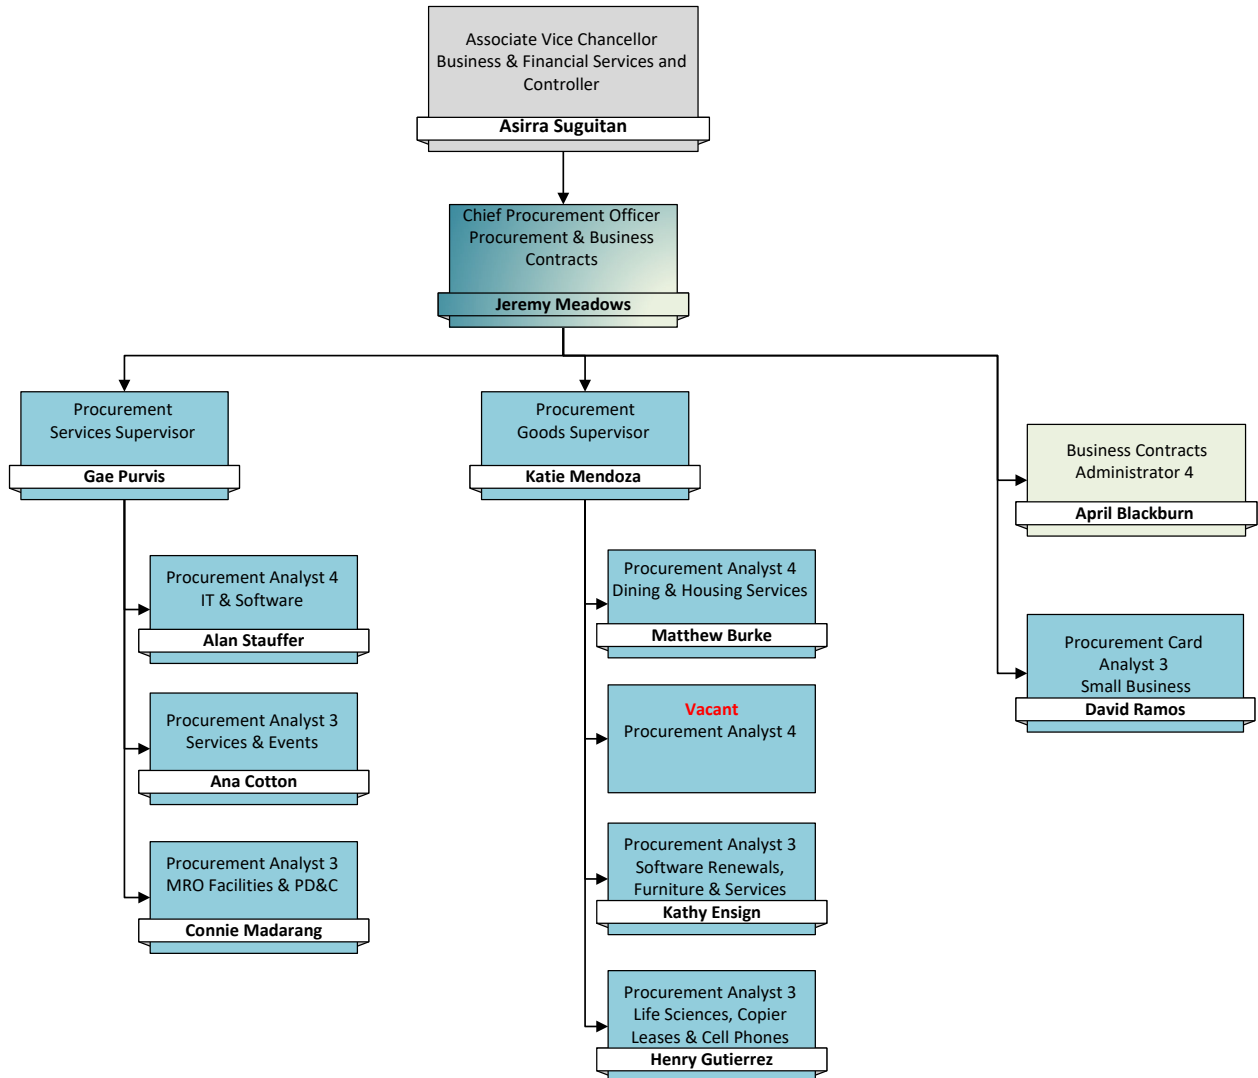 Associate Vice Chancellor
Business & Financial Services and
Controller
Asirra Suguitan
Chief Procurement Officer
Procurement & Business
Contracts
Jeremy Meadows
Procurement
Services Supervisor
Gae Purvis
Procurement Analyst 4
IT & Software
Alan Stauffer
Procurement Analyst 3
Services & Events
Ana Cotton
Procurement Analyst 3
MRO Facilities & PD&C
Connie Madarang
Procurement
Goods Supervisor
Katie Mendoza
Procurement Analyst 4
Dining & Housing Services
Matthew Burke
Vacant
Procurement Analyst 4
Procurement Analyst 3
Software Renewals,
Furniture & Services
Kathy Ensign
Procurement Analyst 3
Life Sciences, Copier
Leases & Cell Phones
Henry Gutierrez
Business Contracts
Administrator 4
April Blackburn
Procurement Card
Analyst 3
Small Business
David Ramos